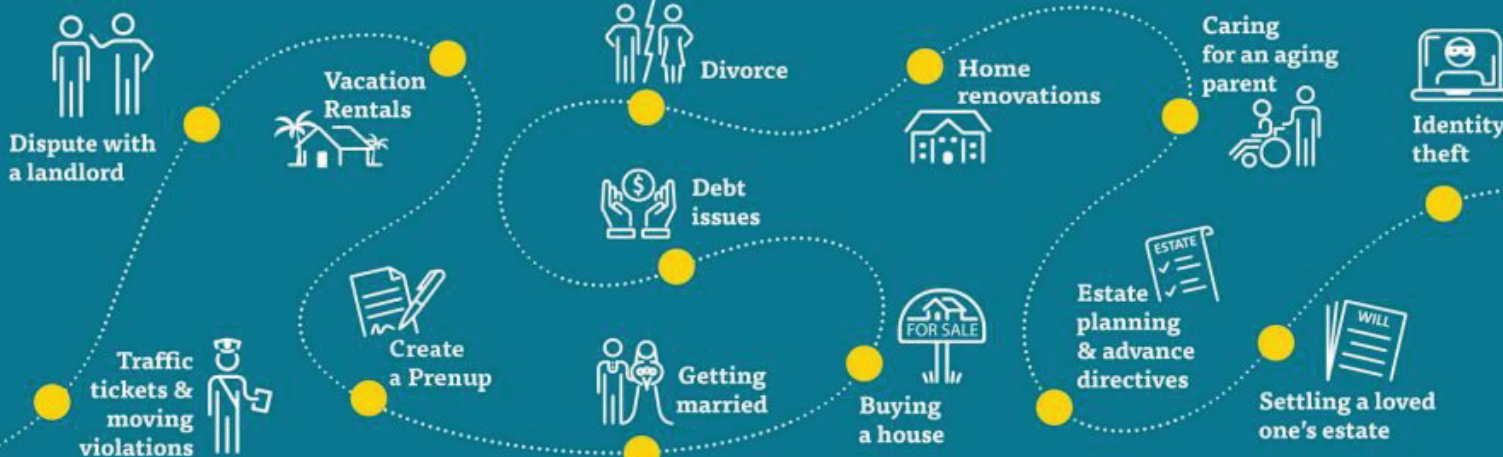 Dispute with
a landlord
Traffic
tickets &
moving
violations
Vacation
Rentals
Create
a Prenup
Getting
married
Buying
a house
FOR SALE
Debt
issues
$
Divorce
Home
renovations
Caring
for an aging
parent
Estate
planning
& advance
directives
ESTATE
Settling a loved
one's estate
WILL
Identity
theft